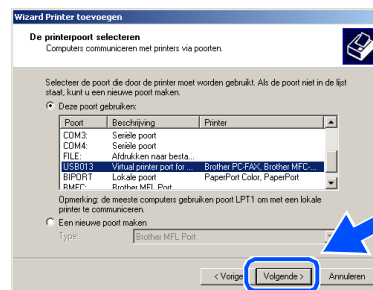 Wizard Printer toevoegen
De printerpoort selecteren
Computers communiceren met printers via poorten.
Selecteer de poort die door de printer moet worden gebruikt. Als de poort niet in de lijst
staat, kunt u een nieuwe poort maken.
Deze poort gebruiken:
Poort Beschrijving Printer
COM3: Seriële poort
COM4: Seriële poort
FILE: Afdrukken naar besta...
USB013 Virtual printer port for ... Brother PC-FAX, Brother MFC-...
BIPORT Lokale poort PaperPort Color, PaperPort
BMFC: Brother MFL Port
Opmerking: de meeste computers gebruiken poort LPT1 om met een lokale
printer te communiceren.
Een nieuwe poort maken
Type: Brother MFL Port
< Vorige Volgende > Annuleren